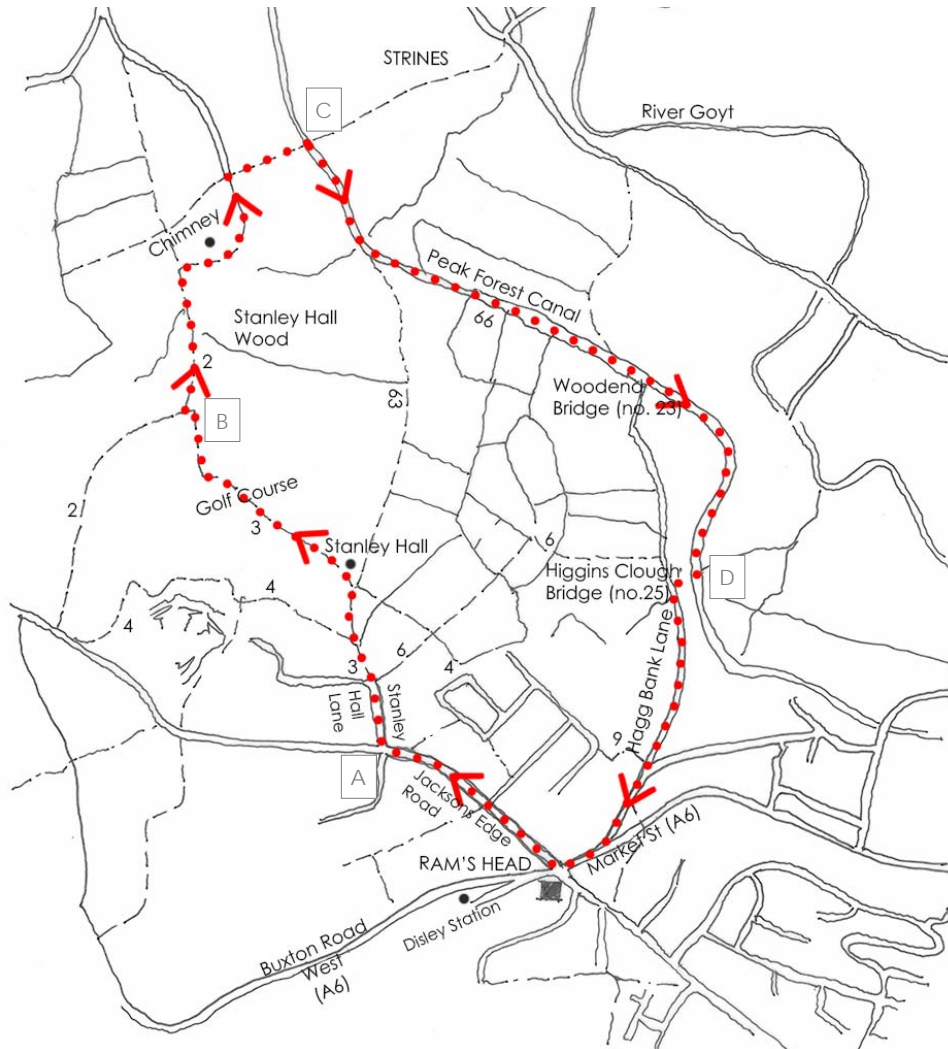 STRINES
C
River Goyt
Chimney
Peak Forest Canal
Stanley Hall
Wood
66
2
63
Woodend
Bridge (no. 23)
B
Golf Course
2
3
Stanley Hall
6
Higgins Clough
Bridge (no.25)
D
4
4
6
4
3
Stanley
Hall
Lane
Hagg Bank Lane
9
A
Jacksons Edge
Road
Market St (A6)
RAM'S HEAD
Disley Station
Buxton Road
West
(A6)